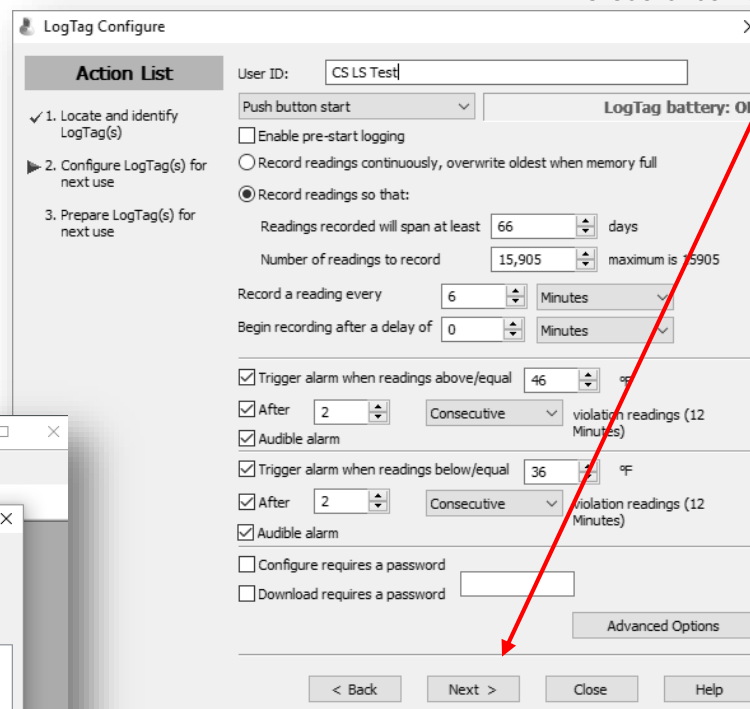 LogTag Configure
Action List
✓ 1. Locate and identify
LogTag(s)
2. Configure LogTag(s) for
next use
3. Prepare LogTag(s) for
next use
User ID: CS LS Test
Push button start
LogTag battery:
Enable pre-start logging
Record readings continuously, overwrite oldest when memory full
Record readings so that:
Readings recorded will span at least 66 days
Number of readings to record 15,905 maximum is 15905
Record a reading every 6 Minutes
Begin recording after a delay of 0 Minutes
Trigger alarm when readings above/equal 46 °F
After 2 Consecutive violation readings (12
Minutes)
Audible alarm
Trigger alarm when readings below/equal 36 °F
After 2 Consecutive violation readings (12
Minutes)
Audible alarm
Configure requires a password
Download requires a password
Advanced Options
< Back Next > Close Help